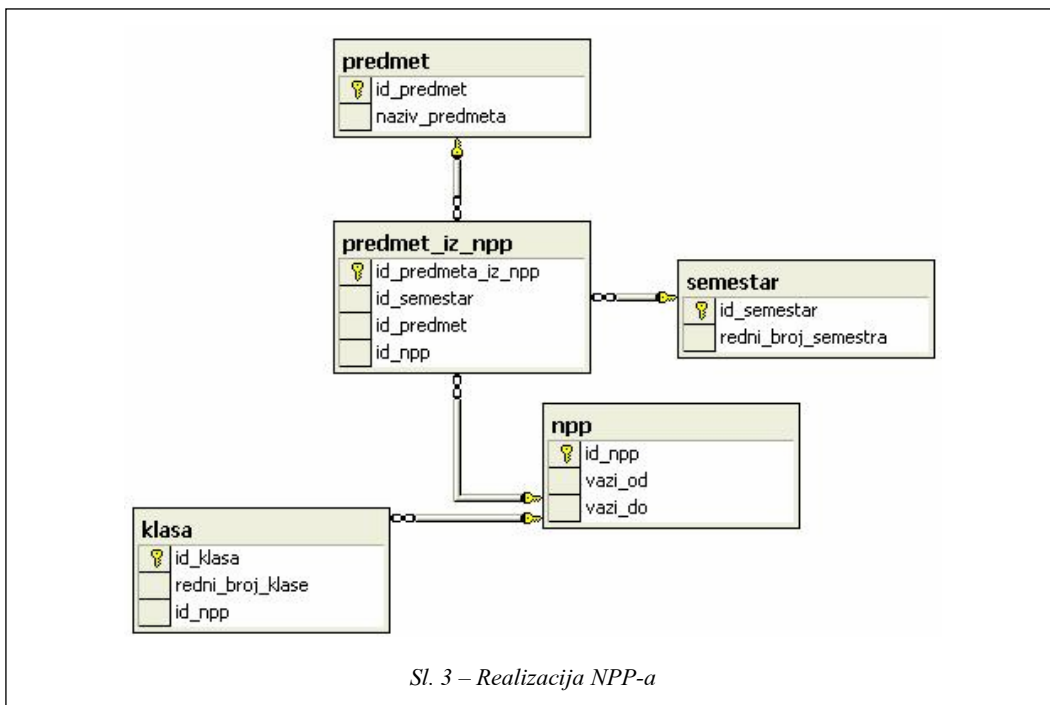 predmet
id_predmet
naziv_predmeta
predmet_iz_npp
id_predmeta_iz_npp
id_semestar
id_predmet
id_npp
semestar
id_semestar
redni_broj_semestra
npp
id_npp
vazi_od
vazi_do
klasa
id_klasa
redni_broj_klase
id_npp
Sl. 3 – Realizacija NPP-a